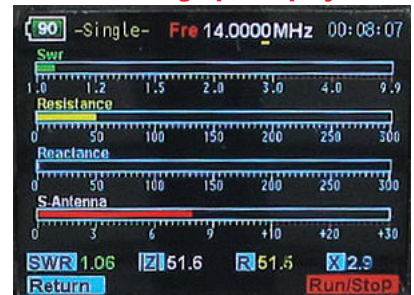 90 -Single- Fre 14.0000MHz 00:08:07
Swr
1.0 1.2 1.5 2.0 3.0 4.0 9.9
Resistance
0 50 100 150 200 250 300
Reactance
0 50 100 150 200 250 300
S-Antenna
0 3 6 9 +10 +20 +30
SWR 1.06 |Z| 51.6 R 51.5 X 2.9
Return Run/Stop